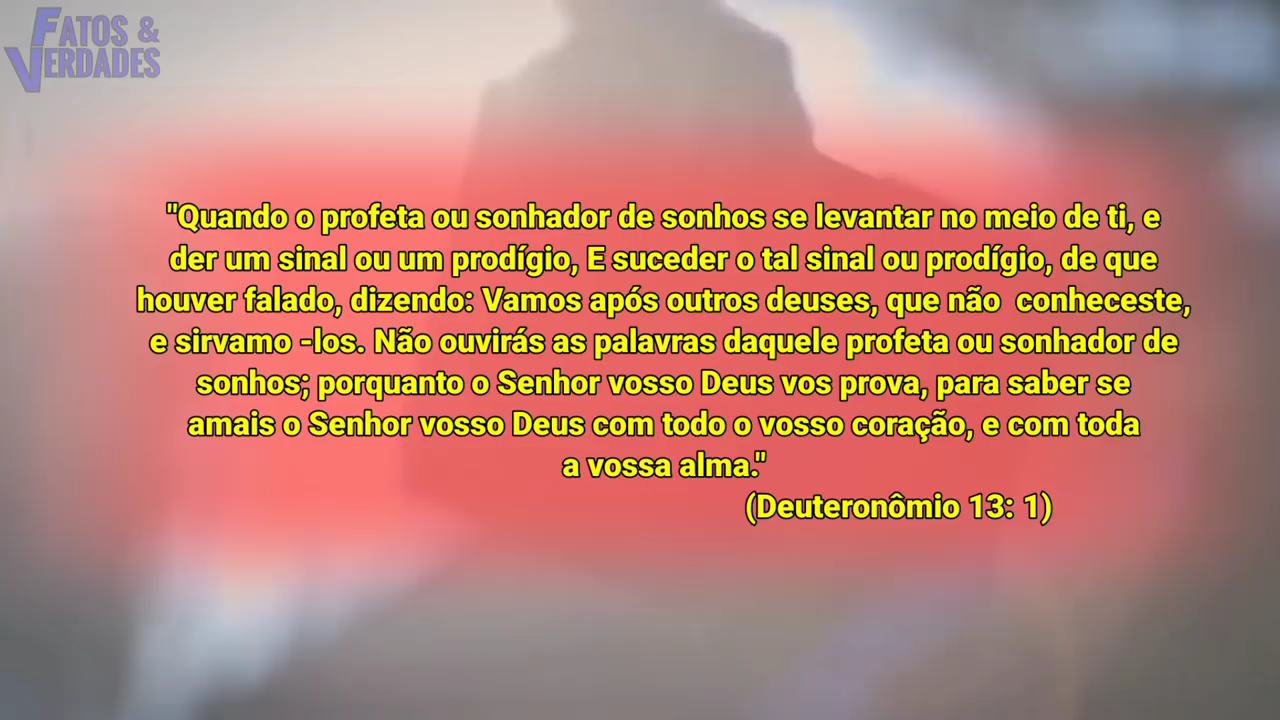 FATOS &
VERDADES
"Quando o profeta ou sonhador de sonhos se levantar no meio de ti, e
der um sinal ou um prodígio, E suceder o tal sinal ou prodígio, de que
houver falado, dizendo: Vamos após outros deuses, que não  conheceste,
e sirvamo -los. Não ouvirás as palavras daquele profeta ou sonhador de
sonhos; porquanto o Senhor vosso Deus vos prova, para saber se
amais o Senhor vosso Deus com todo o vosso coração, e com toda
a vossa alma."
(Deuteronômio 13: 1)